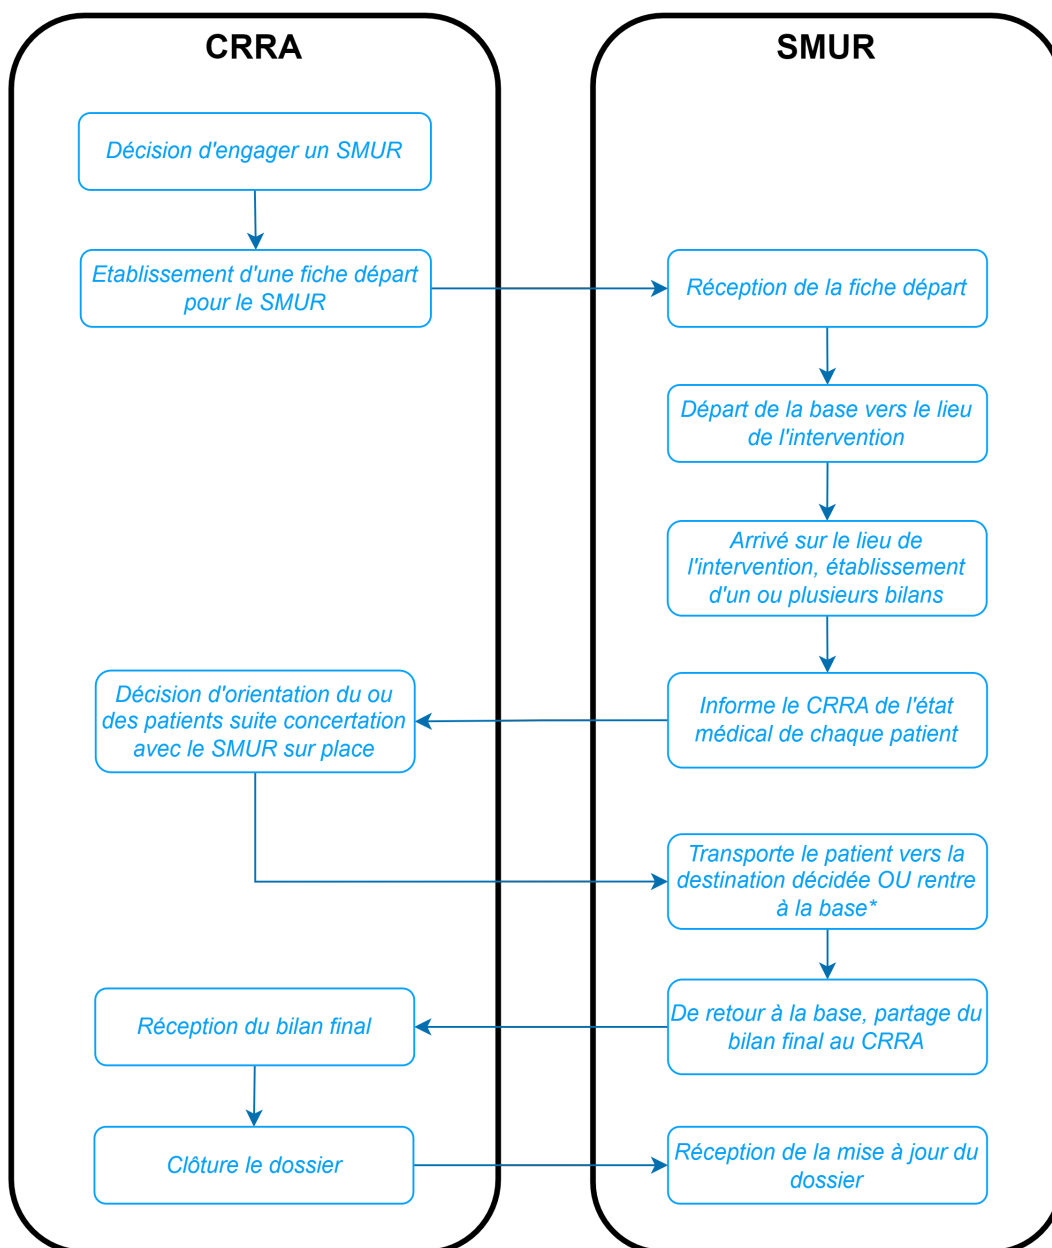 CRRA
SMUR
Décision d'engager un SMUR
Etablissement d'une fiche départ
pour le SMUR
Réception de la fiche départ
Départ de la base vers le lieu
de l'intervention
Arrivé sur le lieu de
l'intervention, établissement
d'un ou plusieurs bilans
Informe le CRRA de l'état
médical de chaque patient
Décision d'orientation du ou
des patients suite concertation
avec le SMUR sur place
Transporte le patient vers la
destination décidée OU rentre
à la base*
De retour à la base, partage du
bilan final au CRRA
Réception du bilan final
Clôture le dossier
Réception de la mise à jour du
dossier